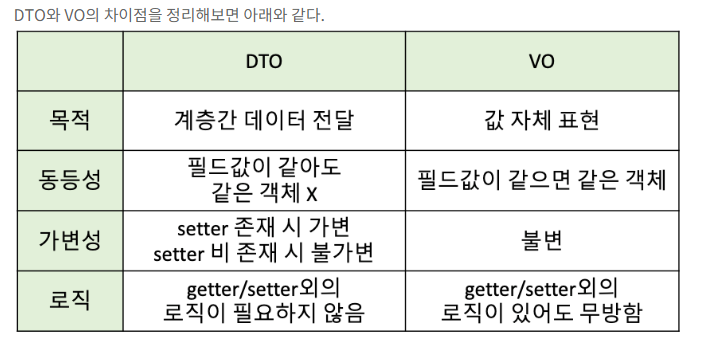 DTO와 VO의 차이점을 정리해보면 아래와 같다.
DTO VO
목적 계층간 데이터 전달 값 자체 표현
동등성 필드값이 같아도 같은 객체 X 필드값이 같으면 같은 객체
가변성 setter 존재 시 가변 setter 비 존재 시 불가변 불변
로직 getter/setter외의 로직이 필요하지 않음 getter/setter외의 로직이 있어도 무방함